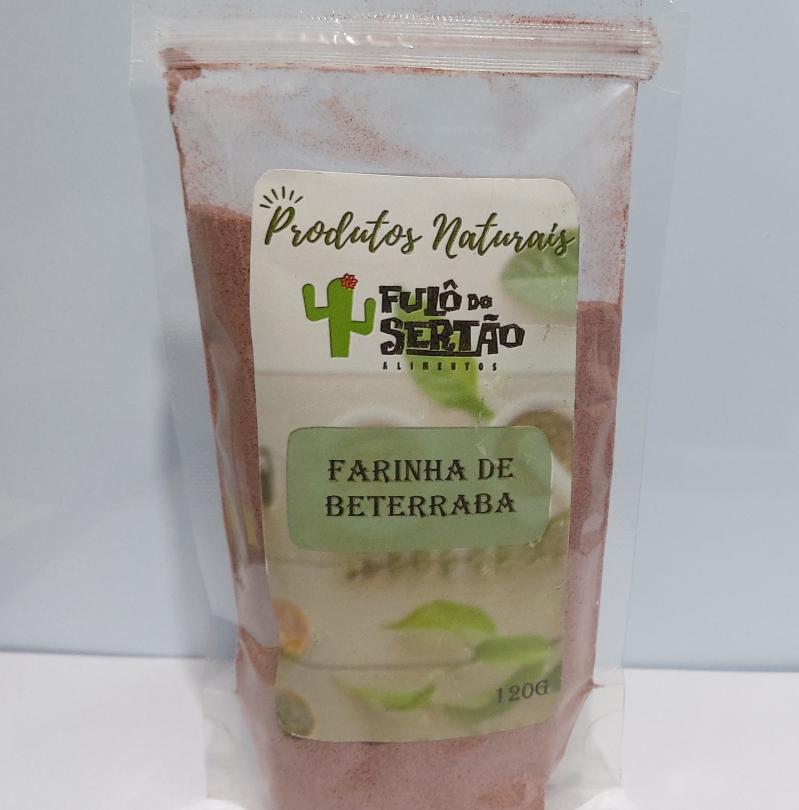 Produtos Naturais
FULÔ DO
SERTÃO
ALIMENTOS
FARINHA DE
BETERRABA
120G